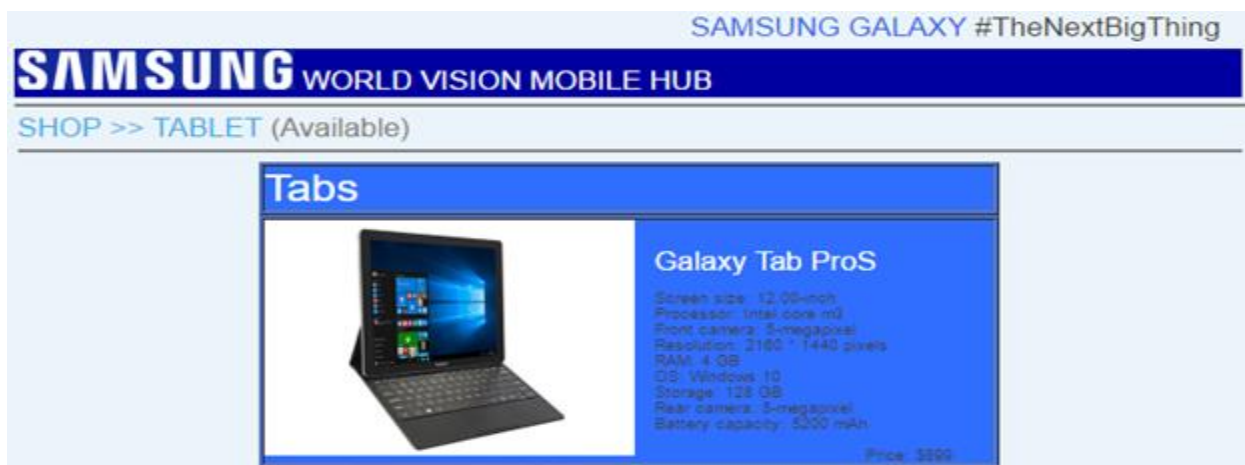 SAMSUNG GALAXY #TheNextBigThing
SAMSUNG WORLD VISION MOBILE HUB
SHOP >> TABLET (Available)
Tabs
Galaxy Tab ProS
Screen size: 12.00-inch
Processor: Intel core m3
Front camera: 5-megapixel
Resolution: 2160 * 1440 pixels
RAM: 4 GB
OS: Windows 10
Storage: 128 GB
Rear camera: 5-megapixel
Battery capacity: 5200 mAh
Price: